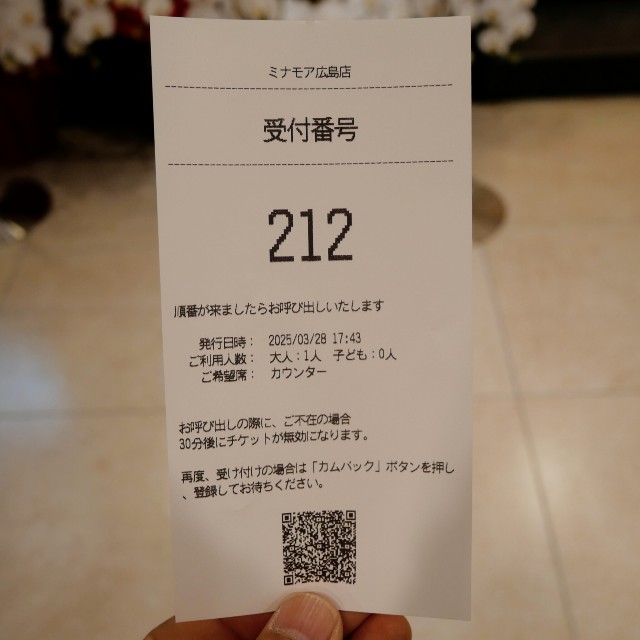 ミナモア広島店
受付番号
212
順番が来ましたらお呼び出しいたします
発行日時： 2025/03/28 17:43
ご利用人数： 大人：1人 子ども：0人
ご希望席： カウンター
お呼び出しの際に、ご不在の場合
30分後にチケットが無効になります。
再度、受け付けの場合は「カムバック」ボタンを押し
、登録してお待ちください。